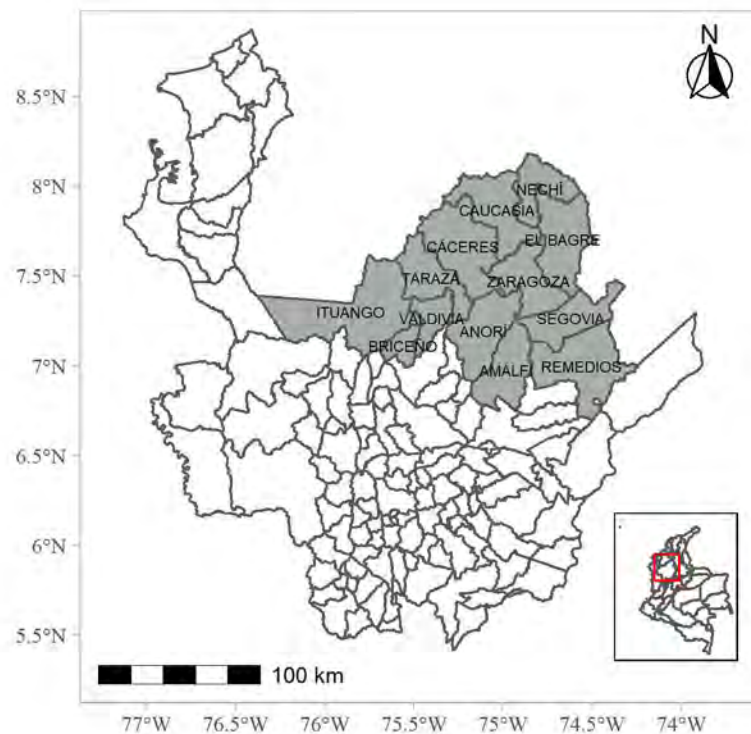 N
8.5°N
8°N
7.5°N
7°N
6.5°N
6°N
5.5°N
NECHÍ
CAUCASIA
EL BAGRE
CÁCERES
TARAZÁ
ZARAGOZA
ITUANGO
VALDIVIA
SEGOVIA
ANORÍ
BRICEÑO
AMALFI
REMEDIOS
100 km
77°W 76.5°W 76°W 75.5°W 75°W 74.5°W 74°W